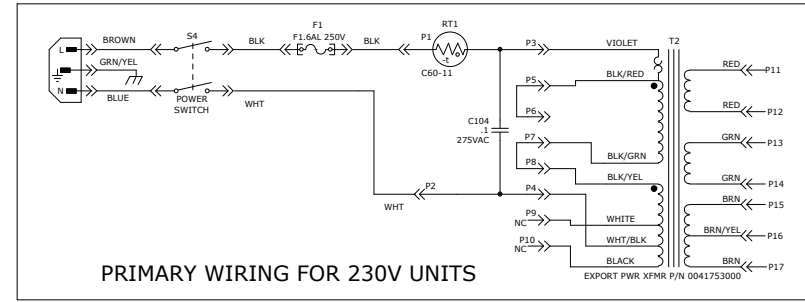 BROWN
S4
F1
F1.6AL 250V
BLK
BLK
P1
RT1
-t
C60-11
L
GRN/YEL
N
BLUE
POWER
SWITCH
WHT
C104
.1
275VAC
P2
WHT
P3
VIOLET
T2
P5
BLK/RED
P6
P7
BLK/GRN
P8
BLK/YEL
P4
P9
NC
WHITE
P10
NC
WHT/BLK
BLACK
RED
P11
RED
P12
GRN
P13
GRN
P14
BRN
P15
BRN/YEL
P16
BRN
P17
EXPORT PWR XFMR P/N 0041753000
PRIMARY WIRING FOR 230V UNITS